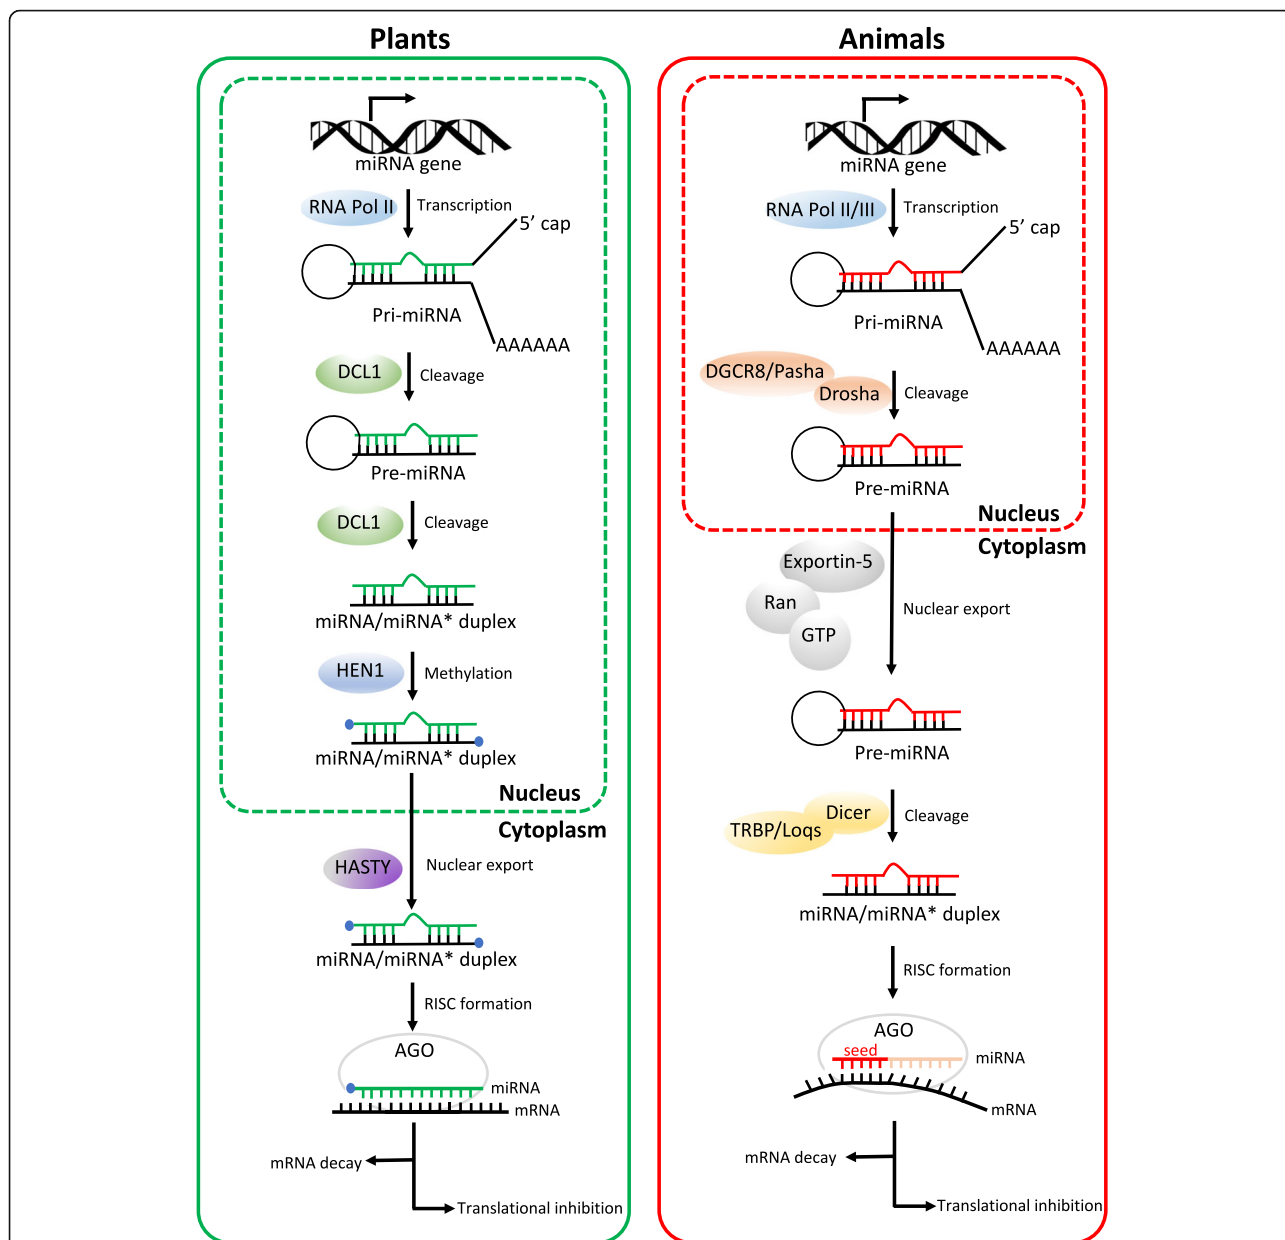 Plants
miRNA gene
RNA Pol II
Transcription
5’ cap
Pri-miRNA
AAAAAA
DCL1
Cleavage
Pre-miRNA
DCL1
Cleavage
miRNA/miRNA* duplex
HEN1
Methylation
miRNA/miRNA* duplex
Nucleus
Cytoplasm
HASTY
Nuclear export
miRNA/miRNA* duplex
RISC formation
AGO
miRNA
mRNA
mRNA decay
Translational inhibition
Animals
miRNA gene
RNA Pol II/III
Transcription
5’ cap
Pri-miRNA
AAAAAA
DGCR8/Pasha
Drosha
Cleavage
Pre-miRNA
Nucleus
Cytoplasm
Exportin-5
Ran
GTP
Nuclear export
Pre-miRNA
Dicer
TRBP/Loqs
Cleavage
miRNA/miRNA* duplex
RISC formation
AGO
seed
miRNA
mRNA
mRNA decay
Translational inhibition